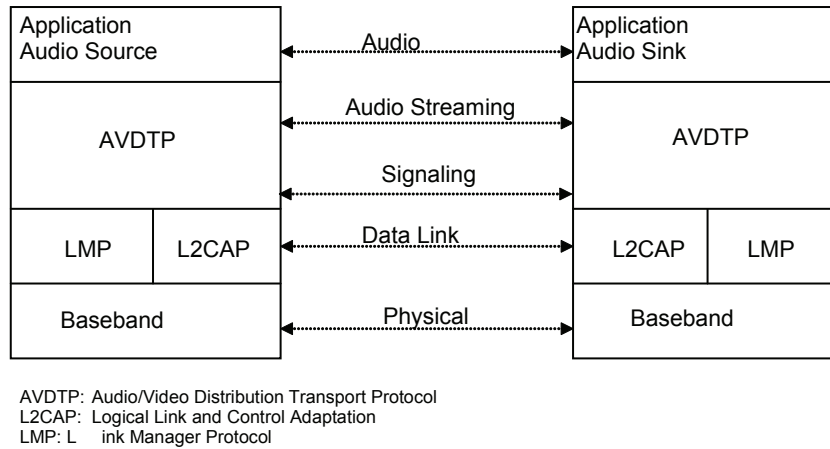 Application
Audio Source
Audio
Application
Audio Sink
AVDTP
Audio Streaming
AVDTP
Signaling
LMP
L2CAP
Data Link
L2CAP
LMP
Baseband
Physical
Baseband
AVDTP: Audio/Video Distribution Transport Protocol
L2CAP: Logical Link and Control Adaptation
LMP: L ink Manager Protocol